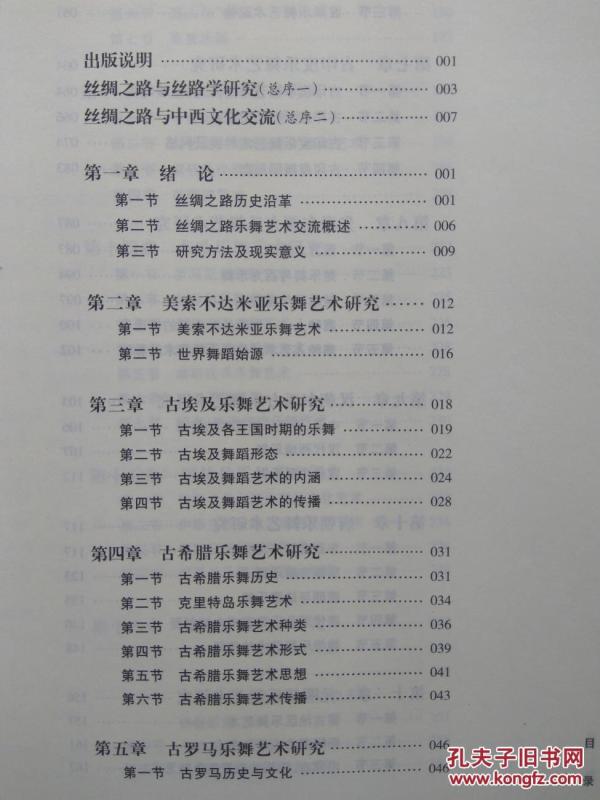 出版说明 …… 001
丝绸之路与丝路学研究(总序一) …… 003
丝绸之路与中西文化交流(总序二) …… 007
第一章 绪 论 …… 001
第一节 丝绸之路历史沿革 …… 001
第二节 丝绸之路乐舞艺术交流概述 …… 006
第三节 研究方法及现实意义 …… 009
第二章 美索不达米亚乐舞艺术研究 …… 012
第一节 美索不达米亚乐舞艺术 …… 012
第二节 世界舞蹈始源 …… 016
第三章 古埃及乐舞艺术研究 …… 018
第一节 古埃及各王国时期的乐舞 …… 019
第二节 古埃及舞蹈形态 …… 022
第三节 古埃及舞蹈艺术的内涵 …… 024
第四节 古埃及舞蹈艺术的传播 …… 028
第四章 古希腊乐舞艺术研究 …… 031
第一节 古希腊乐舞历史 …… 031
第二节 克里特岛乐舞艺术 …… 034
第三节 古希腊乐舞艺术种类 …… 036
第四节 古希腊乐舞艺术形式 …… 039
第五节 古希腊乐舞艺术思想 …… 041
第六节 古希腊乐舞艺术传播 …… 043
第五章 古罗马乐舞艺术研究 …… 046
第一节 古罗马历史与文化 …… 046
目录
孔夫子旧书网
www.kongfz.com